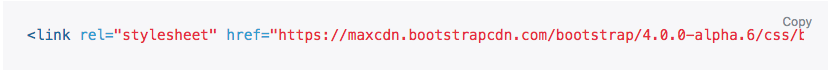 Copy
<link rel="stylesheet" href="https://maxcdn.bootstrapcdn.com/bootstrap/4.0.0-alpha.6/css/b